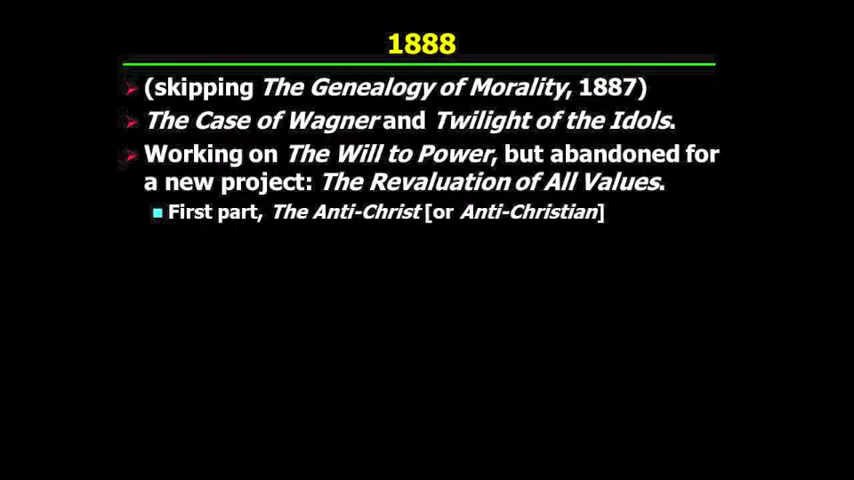 1888
(skipping The Genealogy of Morality, 1887)
The Case of Wagner and Twilight of the Idols.
Working on The Will to Power, but abandoned for
a new project: The Revaluation of All Values.
First part, The Anti-Christ [or Anti-Christian]